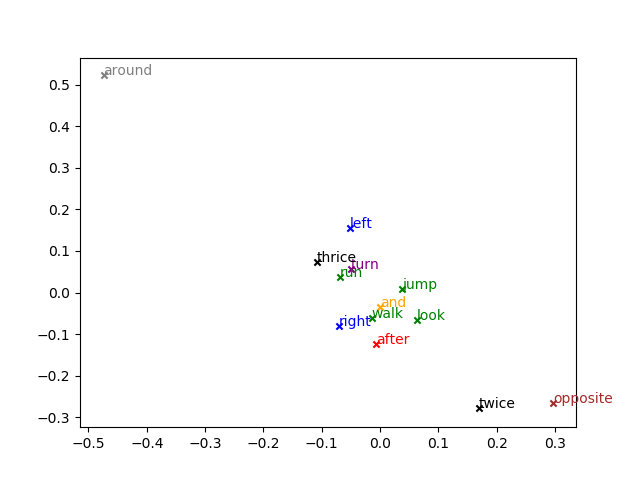 around
left
thrice
turn
run
jump
and
walk
look
right
after
twice
opposite
0.5
0.4
0.3
0.2
0.1
0.0
−0.1
−0.2
−0.3
−0.5 −0.4 −0.3 −0.2 −0.1 0.0 0.1 0.2 0.3